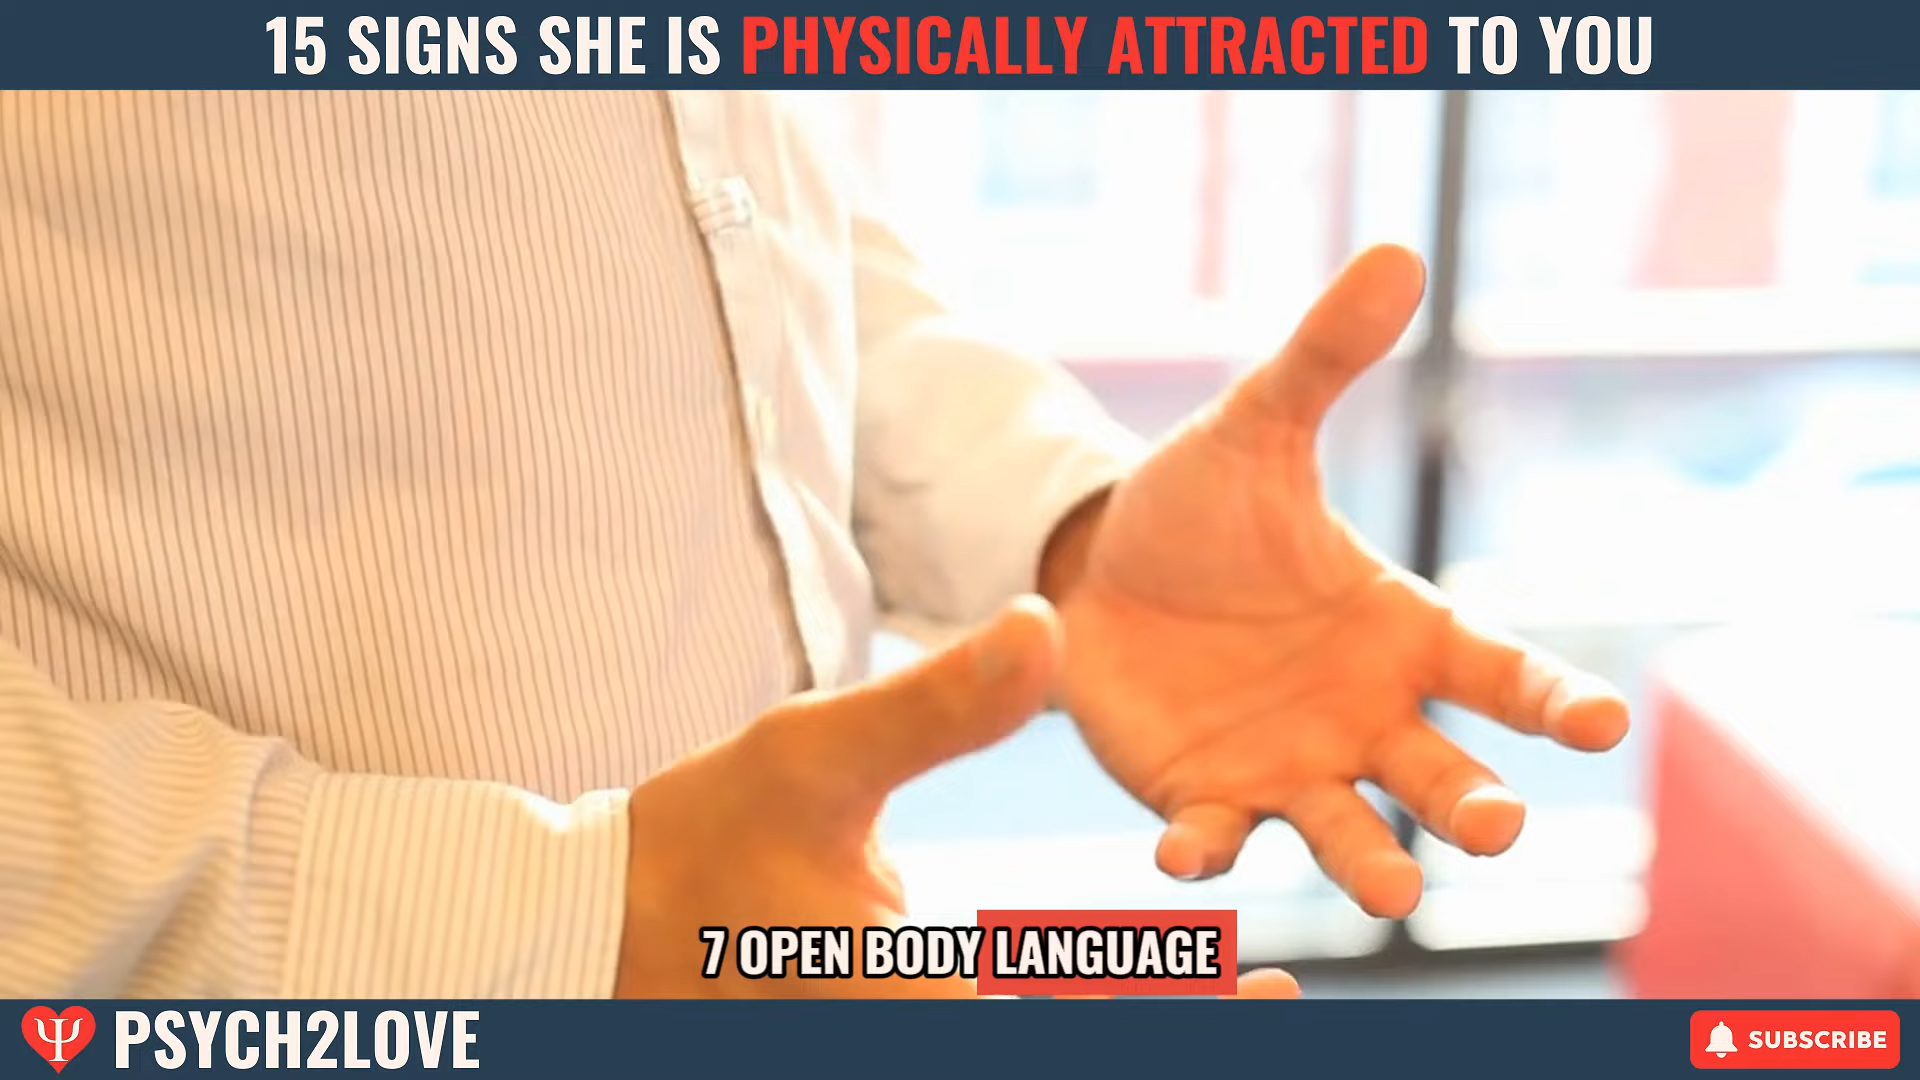 15 SIGNS SHE IS PHYSICALLY ATTRACTED TO YOU
7 OPEN BODY LANGUAGE
PSYCH2LOVE
SUBSCRIBE